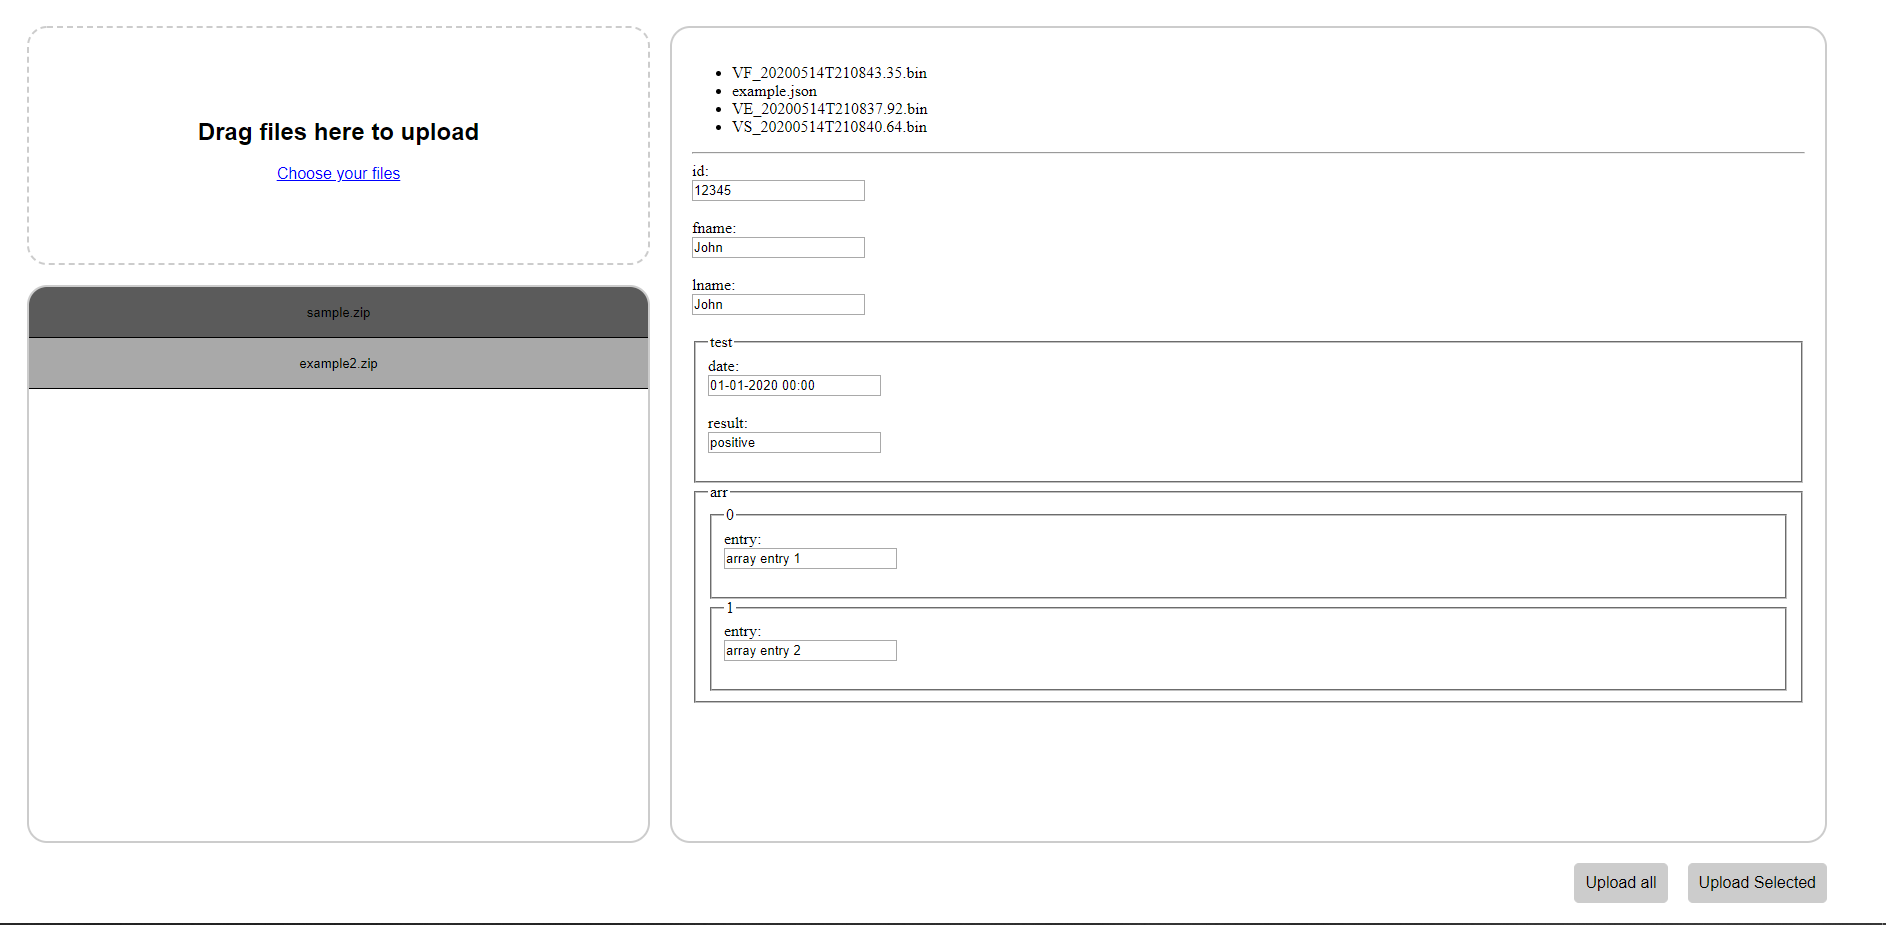 Drag files here to upload
Choose your files
sample.zip
example2.zip
VF_20200514T210843.35.bin
example.json
VE_20200514T210837.92.bin
VS_20200514T210840.64.bin
id:
12345
fname:
John
lname:
John
test
date:
01-01-2020 00:00
result:
positive
arr
0
entry:
array entry 1
1
entry:
array entry 2
Upload all
Upload Selected